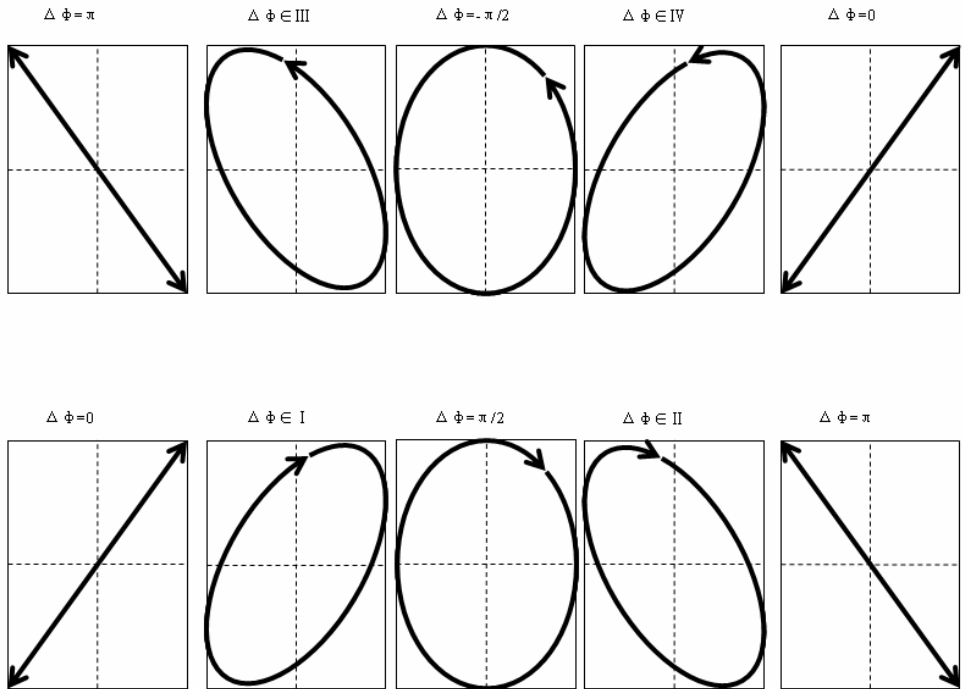 Δ ϕ=π Δ ϕ∈III Δ ϕ=-π/2 Δ ϕ∈IV Δ ϕ=0
Δ ϕ=0 Δ ϕ∈ I Δ ϕ=π/2 Δ ϕ∈II Δ ϕ=π